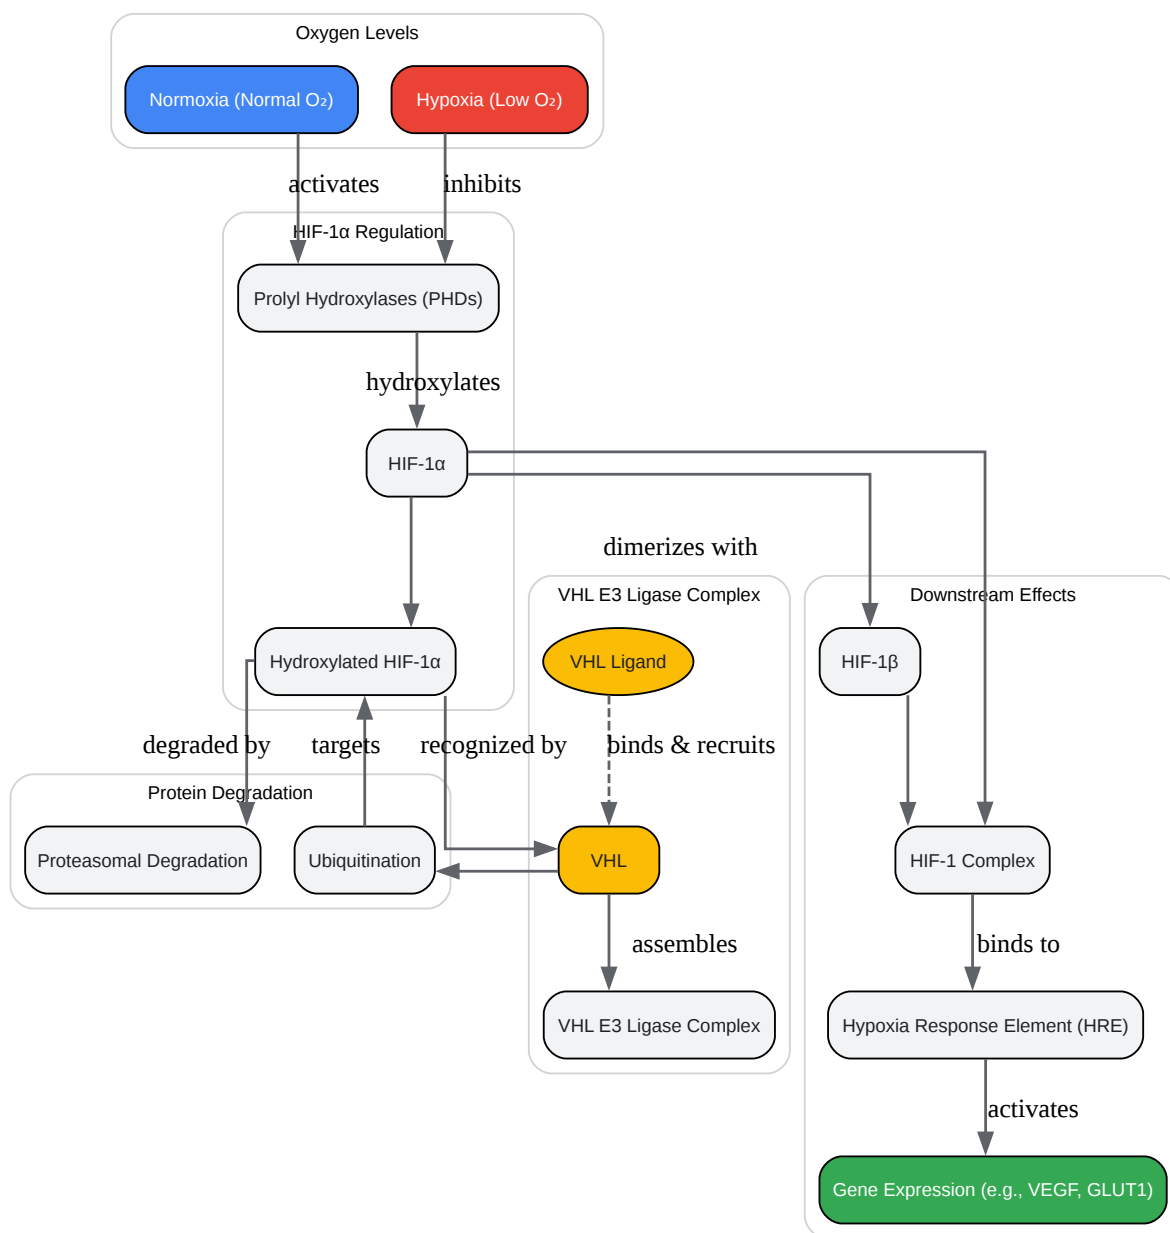 Oxygen Levels
Normoxia (Normal O₂)
Hypoxia (Low O₂)
activates
inhibits
HIF-1α Regulation
Prolyl Hydroxylases (PHDs)
hydroxylates
HIF-1α
dimerizes with
VHL E3 Ligase Complex
Downstream Effects
Hydroxylated HIF-1α
VHL Ligand
HIF-1β
degraded by
targets
recognized by
binds & recruits
Protein Degradation
Proteasomal Degradation
Ubiquitination
VHL
HIF-1 Complex
assembles
binds to
VHL E3 Ligase Complex
Hypoxia Response Element (HRE)
activates
Gene Expression (e.g., VEGF, GLUT1)